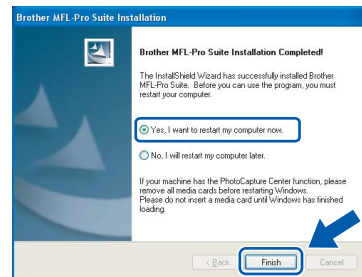 Brother MFL-Pro Suite Installation
Brother MFL-Pro Suite Installation Completed!
The InstallShield Wizard has successfully installed Brother
MFL-Pro Suite. Before you can use the program, you must
restart your computer.
Yes, I want to restart my computer now.
No, I will restart my computer later.
If your machine has the PhotoCapture Center function, please
remove all media cards before restarting Windows.
Please do not insert a media card until Windows has finished
loading.
< Back Finish Cancel